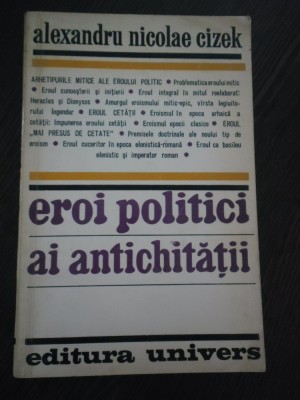 alexandru nicolae cizek
ARHETIPURILE MITICE ALE EROULUI POLITIC • Problematica eroului mitic
• Eroul cunoașterii și inițierii • Eroul integral în mitul reelaborat:
Heracles și Dionysos • Amurgul eroismului mitic-epic, vîrsta legiuito-
rului legendar • EROUL CETĂȚII • Eroismul în epoca arhaică a
cetății: Impunerea eroului cetății • Eroismul epocii clasice • EROUL
„MAI PRESUS DE CETATE” • Premisele doctrinale ale noului tip de
eroism • Eroul cuceritor în epoca elenistică-romană • Eroul ca basileu
elenistic și imperator roman •
eroi politici
ai antichității
editura univers